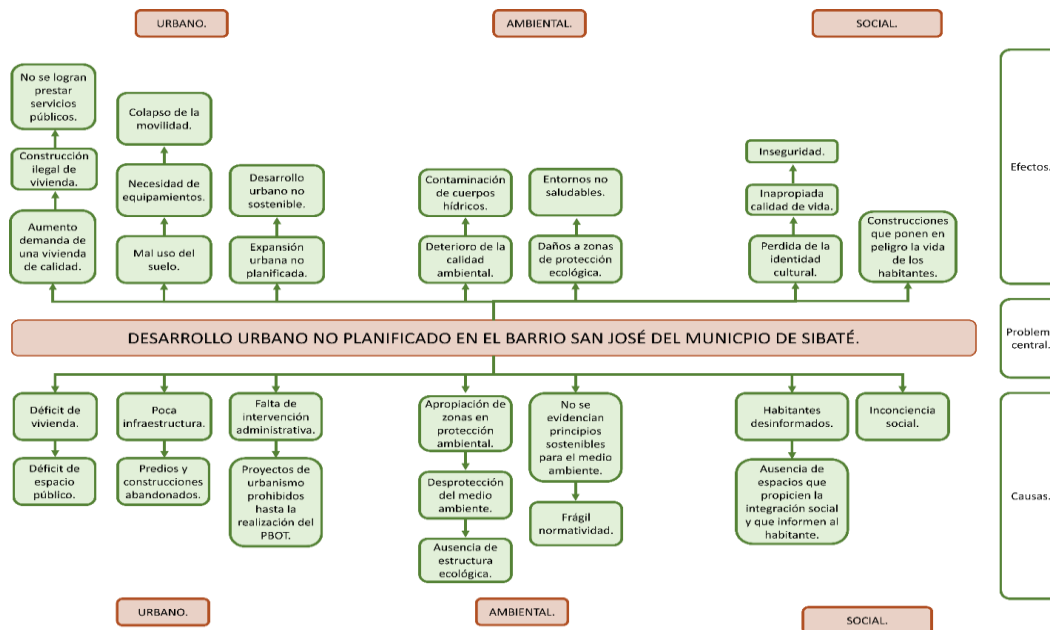 URBANO.
AMBIENTAL.
SOCIAL.
No se logran
prestar
servicios
públicos.
Construcción
ilegal de
vivienda.
Aumento
demanda de
una vivienda
de calidad.
Colapso de la
movilidad.
Necesidad de
equipamientos.
Mal uso del
suelo.
Desarrollo
urbano no
sostenible.
Expansión
urbana no
planificada.
Contaminación
de cuerpos
hídricos.
Deterioro de la
calidad
ambiental.
Entornos no
saludables.
Daños a zonas
de protección
ecológica.
Inseguridad.
Inapropiada
calidad de vida.
Perdida de la
identidad
cultural.
Construcciones
que ponen en
peligro la vida
de los
habitantes.
Efectos.
DESARROLLO URBANO NO PLANIFICADO EN EL BARRIO SAN JOSÉ DEL MUNICPIO DE SIBATÉ.
Problem
central.
Déficit de
vivienda.
Déficit de
espacio
público.
Poca
infraestructura.
Predios y
construcciones
abandonados.
Falta de
intervención
administrativa.
Proyectos de
urbanismo
prohibidos
hasta la
realización del
PBOT.
Apropiación de
zonas en
protección
ambiental.
Desprotección
del medio
ambiente.
Ausencia de
estructura
ecológica.
No se
evidencian
principios
sostenibles
para el medio
ambiente.
Frágil
normatividad.
Habitantes
desinformados.
Ausencia de
espacios que
propicien la
integración social
y que informen al
habitante.
Inconciencia
social.
Causas.
URBANO.
AMBIENTAL.
SOCIAL.